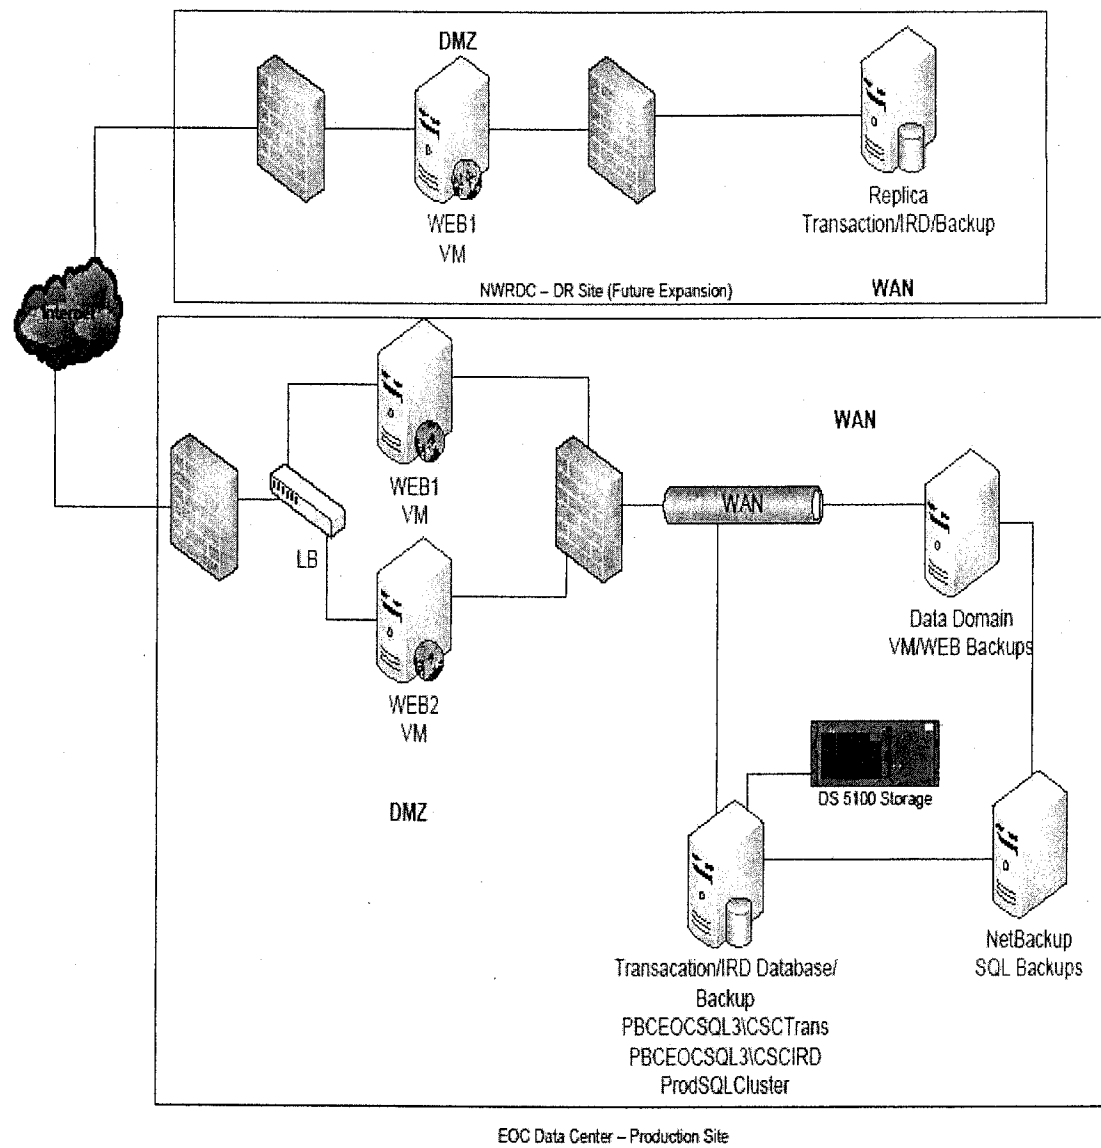 DMZ
WEB1
VM
Replica
Transaction/IRD/Backup
NWRDC – DR Site (Future Expansion)
WAN
Internet
WEB1
VM
LB
WEB2
VM
DMZ
WAN
WAN
Data Domain
VM/WEB Backups
DS 5100 Storage
NetBackup
SQL Backups
Transacation/IRD Database/
Backup
PBCEOCSQL3\CSCTrans
PBCEOCSQL3\CSCIRD
ProdSQLCluster
EOC Data Center – Production Site